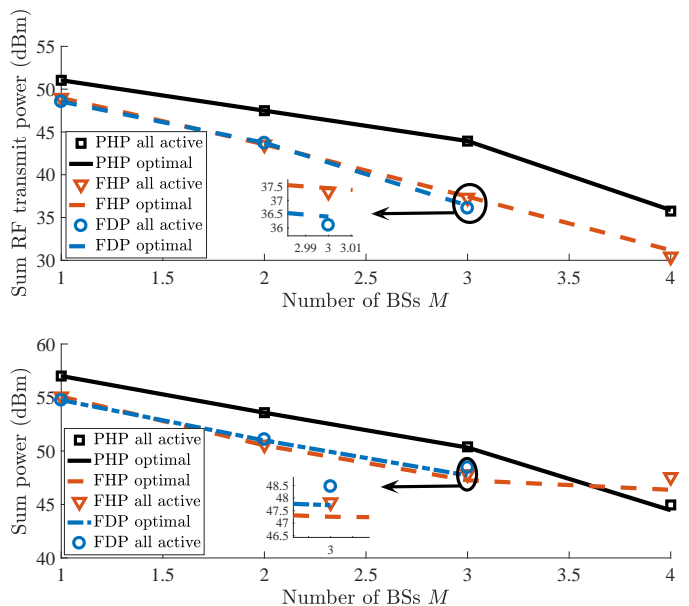 Sum RF transmit power (dBm)
55
50
45
40
35
30
PHP all active
PHP optimal
FHP all active
FHP optimal
FDP all active
FDP optimal
37.5
37
36.5
36
2.99 3 3.01
1 1.5 2 2.5 3 3.5 4
Number of BSs M
Sum power (dBm)
60
55
50
45
40
PHP all active
PHP optimal
FHP optimal
FHP all active
FDP optimal
FDP all active
48.5
48
47.5
47
46.5
3
1 1.5 2 2.5 3 3.5 4
Number of BSs M